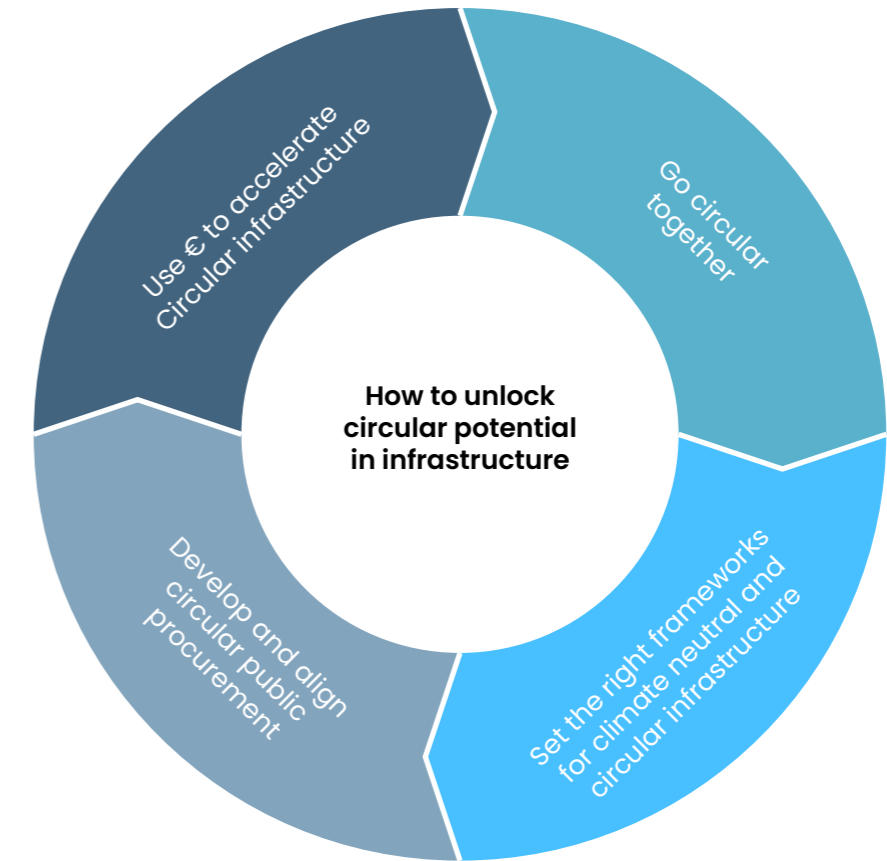 Use € to accelerate
Circular infrastructure
Go circular
together
How to unlock
circular potential
in infrastructure
Develop and align
circular public
procurement
Set the right frameworks
for climate neutral and
circular infrastructure